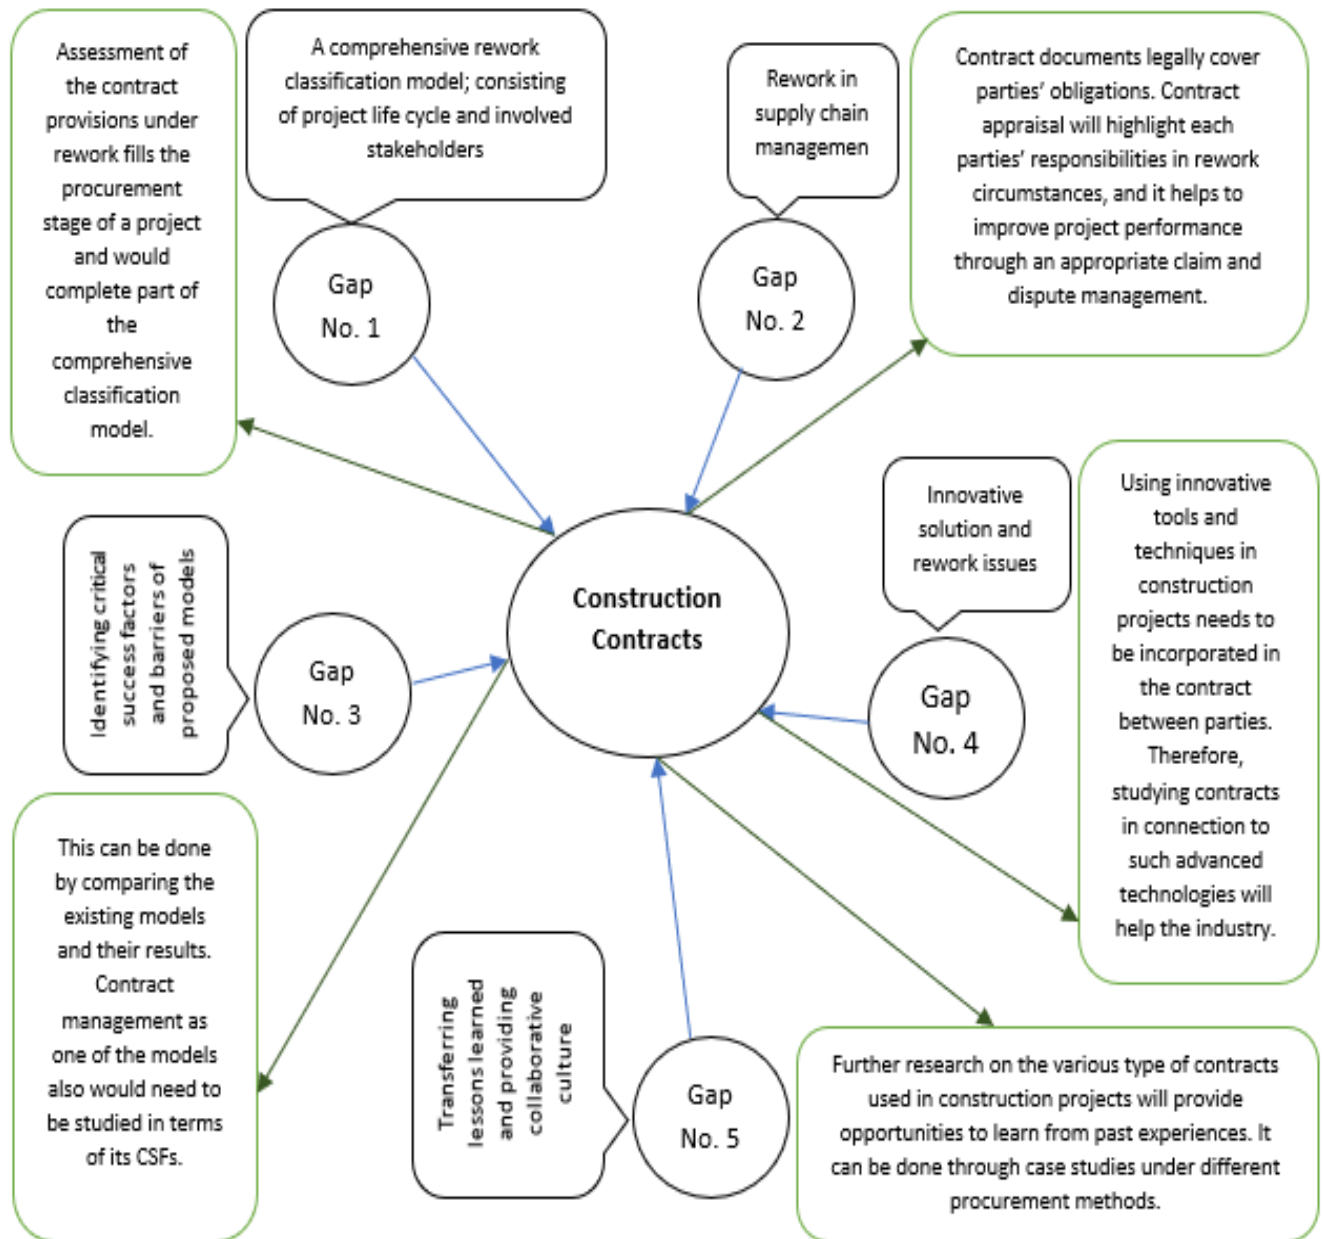 Assessment of
the contract
provisions under
rework fills the
procurement
stage of a project
and would
complete part of
the
comprehensive
classification
model.
A comprehensive rework
classification model; consisting
of project life cycle and involved
stakeholders
Gap
No. 1
Rework in
supply chain
managemen
Gap
No. 2
Contract documents legally cover
parties’ obligations. Contract
appraisal will highlight each
parties’ responsibilities in rework
circumstances, and it helps to
improve project performance
through an appropriate claim and
dispute management.
Construction
Contracts
Identifying critical
success factors
and barriers of
proposed models
Gap
No. 3
Innovative
solution and
rework issues
Gap
No. 4
Using innovative
tools and
techniques in
construction
projects needs to
be incorporated in
the contract
between parties.
Therefore,
studying contracts
in connection to
such advanced
technologies will
help the industry.
This can be done
by comparing the
existing models
and their results.
Contract
management as
one of the models
also would need to
be studied in terms
of its CSFs.
Transferring
lessons learned
and providing
collaborative
culture
Gap
No. 5
Further research on the various type of contracts
used in construction projects will provide
opportunities to learn from past experiences. It
can be done through case studies under different
procurement methods.